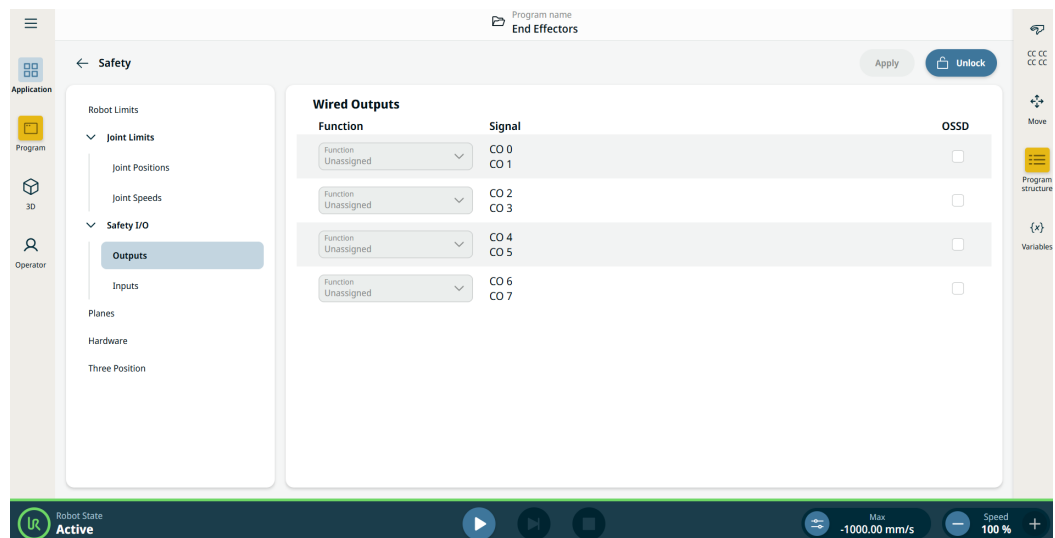 Program name
End Effectors
Safety
Apply
Unlock
CC CC
CC CC
Application
Program
3D
Operator
Robot Limits
Joint Limits
Joint Positions
Joint Speeds
Safety I/O
Outputs
Inputs
Planes
Hardware
Three Position
Wired Outputs
Function Signal OSSD
Function
Unassigned
CO 0
CO 1
Function
Unassigned
CO 2
CO 3
Function
Unassigned
CO 4
CO 5
Function
Unassigned
CO 6
CO 7
Move
Program
structure
{x}
Variables
UR
Robot State
Active
Max
-1000.00 mm/s
Speed
100 %